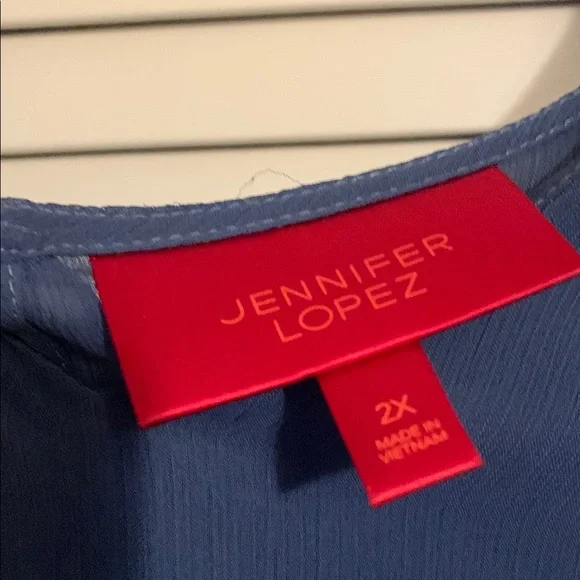 JENNIFER
LOPEZ
2X
MADE IN
VIETNAM